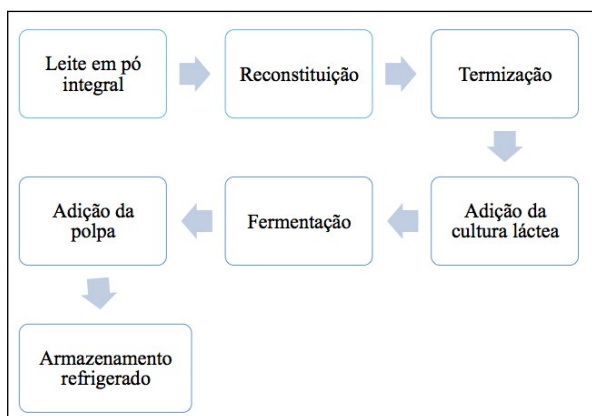 Leite em pó
integral
Reconstituição
Termização
Adição da
cultura láctea
Fermentação
Adição da
polpa
Armazenamento
refrigerado